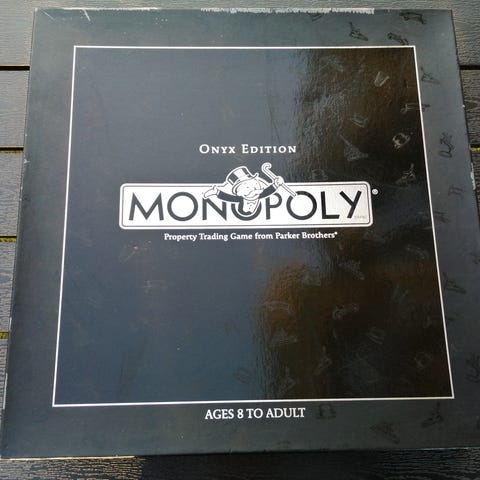 ONYX EDITION
MONOPOLY®
Property Trading Game from Parker Brothers®
AGES 8 TO ADULT